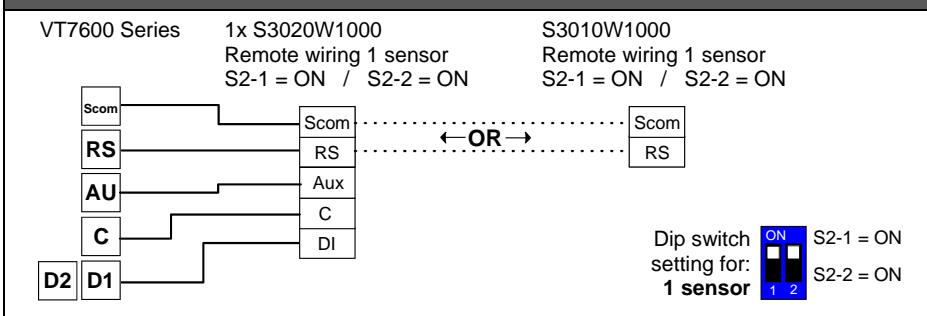 VT7600 Series
1x S3020W1000
Remote wiring 1 sensor
S2-1 = ON / S2-2 = ON
S3010W1000
Remote wiring 1 sensor
S2-1 = ON / S2-2 = ON
Scom
RS
AU
C
D2 D1
Scom
RS
Aux
C
DI
←OR→
Scom
RS
Dip switch
setting for:
1 sensor
ON
1 2
S2-1 = ON
S2-2 = ON